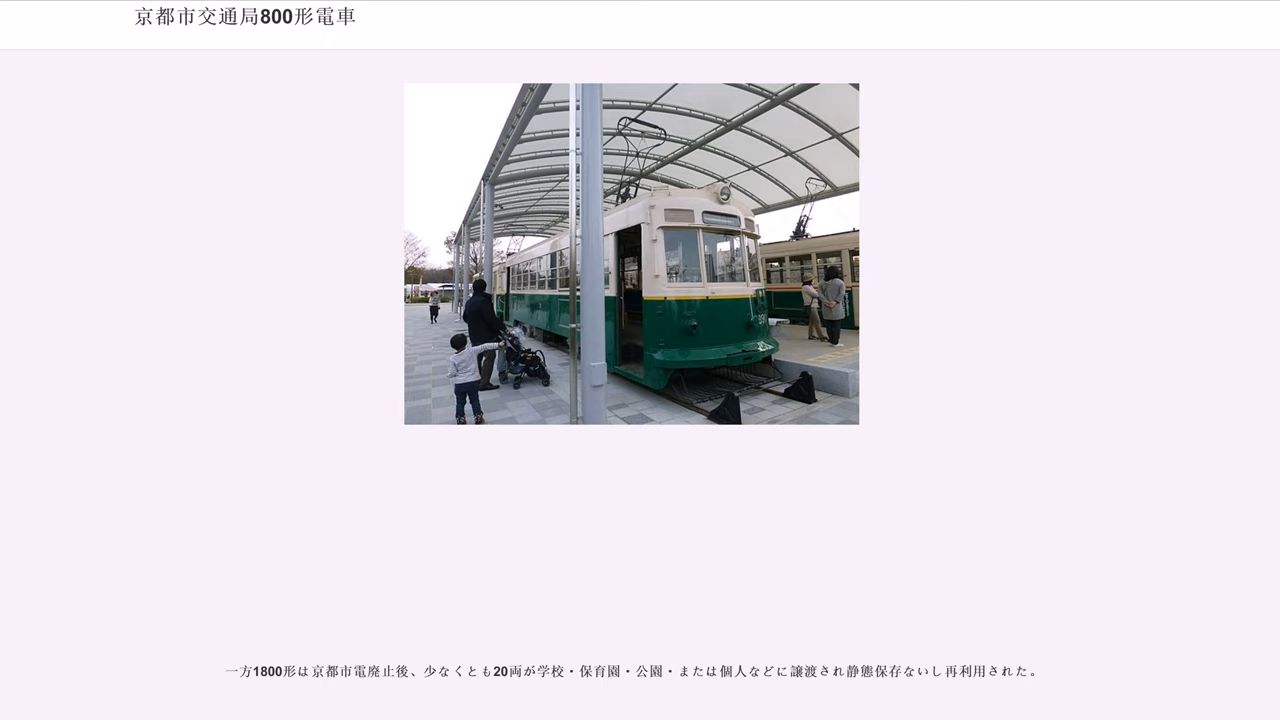 京都市交通局800形電車
一方1800形は京都市電廃止後、少なくとも20両が学校・保育園・公園・または個人などに譲渡され静態保存ないし再利用された。